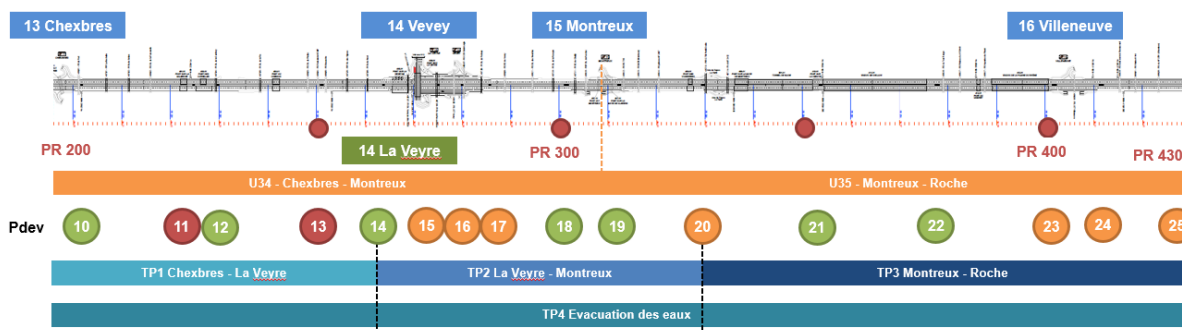 13 Chexbres
14 Vevey
15 Montreux
16 Villeneuve
PR 200
14 La Veyre
PR 300
PR 400
PR 430
U34 - Chexbres - Montreux
U35 - Montreux - Roche
Pdev
10
11
12
13
14
15
16
17
18
19
20
21
22
23
24
25
TP1 Chexbres - La Veyre
TP2 La Veyre - Montreux
TP3 Montreux - Roche
TP4 Evacuation des eaux